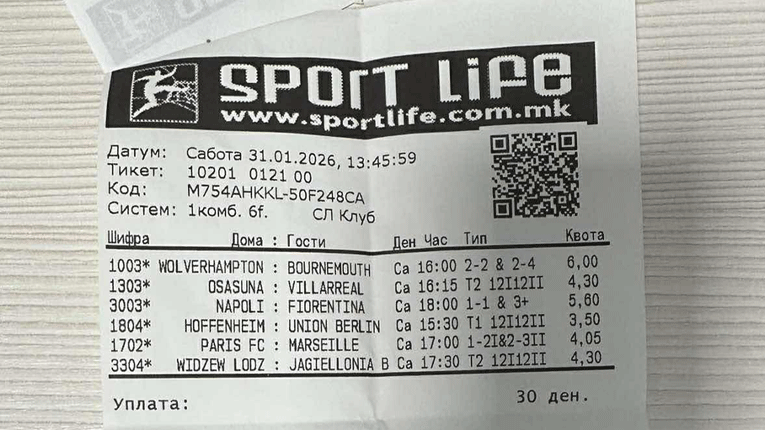 SPORT LIFE
www.sportlife.com.mk
Датум: Сабота 31.01.2026, 13:45:59
Тикет: 10201 0121 00
Код: M754AHKKL-50F248CA
Систем: 1комб. 6f. СЛ Клуб
Шифра Дома : Гости Ден Час Тип Квота
1003* WOLVERHAMPTON : BOURNEMOUTH Са 16:00 2-2 & 2-4 6,00
1303* OSASUNA : VILLARREAL Са 16:15 T2 12I12II 4,30
3003* NAPOLI : FIORENTINA Са 18:00 1-1 & 3+ 5,60
1804* HOFFENHEIM : UNION BERLIN Са 15:30 T1 12I12II 3,50
1702* PARIS FC : MARSEILLE Са 17:00 1-2I&2-3II 4,05
3304* WIDZEW LODZ : JAGIELLONIA B Са 17:30 T2 12I12II 4,30
Уплата: 30 ден.